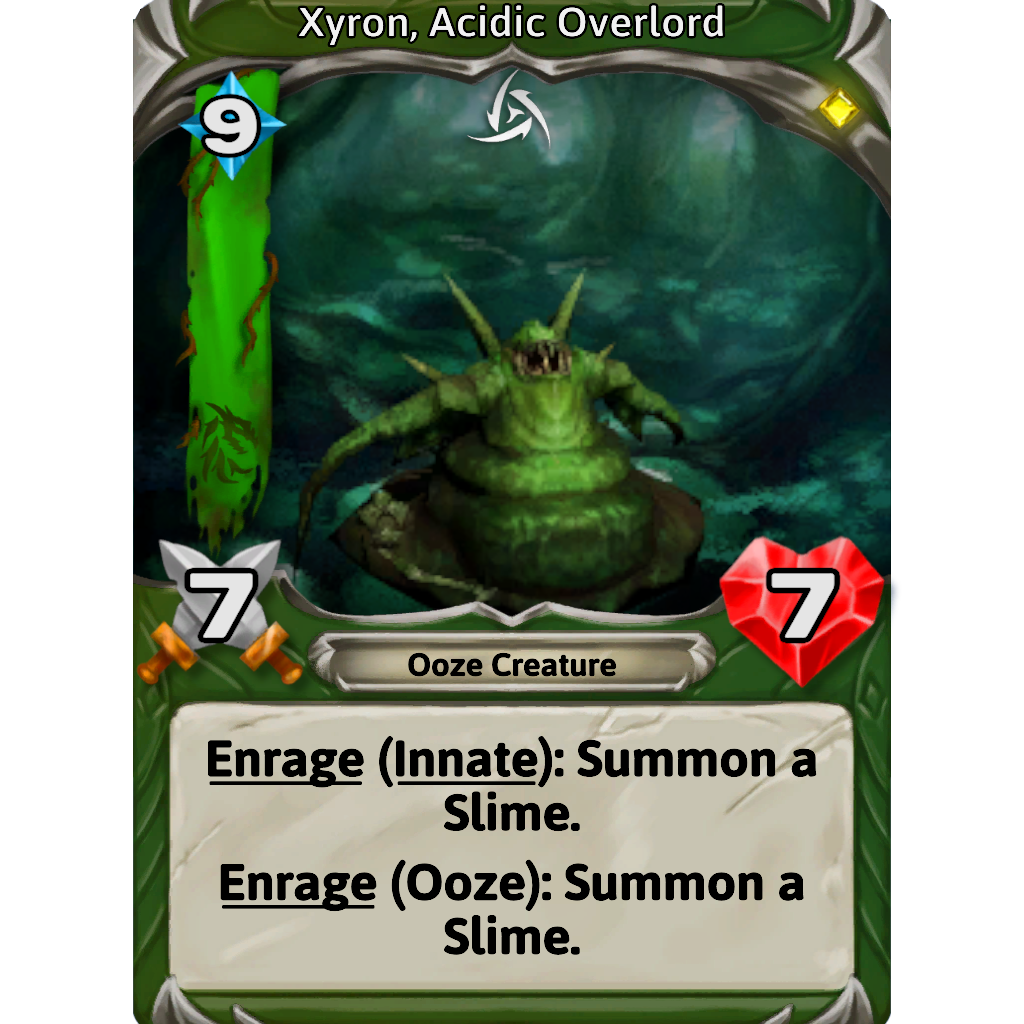 Xyron, Acidic Overlord
9
7
7
Ooze Creature
Enrage (Innate): Summon a
Slime.
Enrage (Ooze): Summon a
Slime.